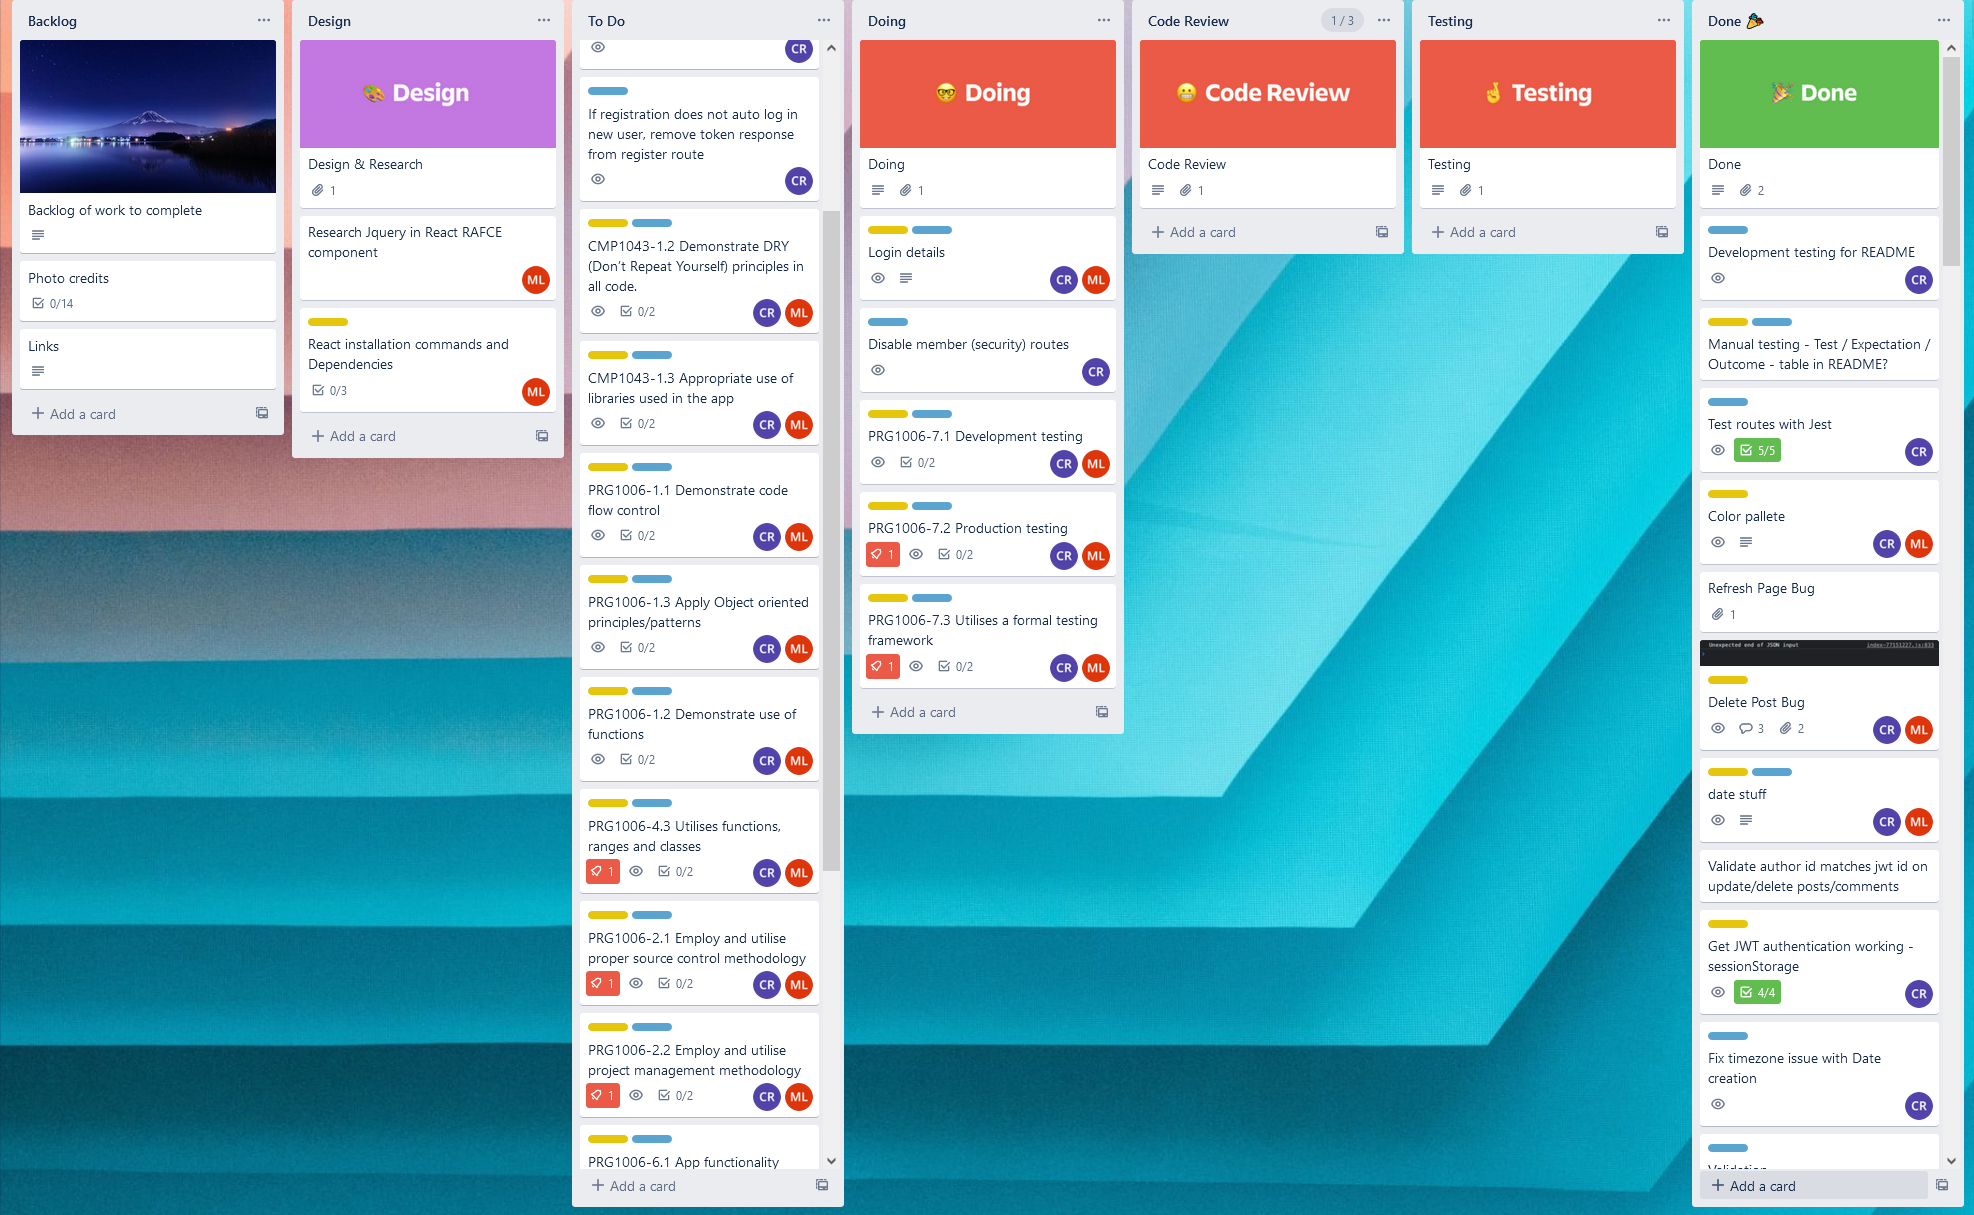 Backlog
Backlog of work to complete
Photo credits
0/14
Links
Add a card
Design
Design
Design & Research
1
Research Jquery in React RAFCE
component
ML
React installation commands and
Dependencies
0/3
ML
Add a card
To Do
CR
If registration does not auto log in
new user, remove token response
from register route
CR
CMP1043-1.2 Demonstrate DRY
(Don't Repeat Yourself) principles in
all code.
0/2 CR ML
CMP1043-1.3 Appropriate use of
libraries used in the app
0/2 CR ML
PRG1006-1.1 Demonstrate code
flow control
0/2 CR ML
PRG1006-1.3 Apply Object oriented
principles/patterns
0/2 CR ML
PRG1006-1.2 Demonstrate use of
functions
0/2 CR ML
PRG1006-4.3 Utilises functions,
ranges and classes
1 0/2 CR ML
PRG1006-2.1 Employ and utilise
proper source control methodology
1 0/2 CR ML
PRG1006-2.2 Employ and utilise
project management methodology
1 0/2 CR ML
PRG1006-6.1 App functionality
Add a card
Doing
Doing
Doing
1
Login details
CR ML
Disable member (security) routes
CR
PRG1006-7.1 Development testing
0/2 CR ML
PRG1006-7.2 Production testing
1 0/2 CR ML
PRG1006-7.3 Utilises a formal testing
framework
1 0/2 CR ML
Add a card
Code Review 1 / 3
Code Review
Code Review
1
Add a card
Testing
Testing
Testing
1
Add a card
Done
Done
Done
2
Development testing for README
CR
Manual testing - Test / Expectation /
Outcome - table in README?
Test routes with Jest
5/5 CR
Color pallete
CR ML
Refresh Page Bug
1
Unexpected end of JSON input index-77151227.js:833
Delete Post Bug
3 2 CR ML
date stuff
CR ML
Validate author id matches jwt id on
update/delete posts/comments
Get JWT authentication working -
sessionStorage
4/4 CR
Fix timezone issue with Date
creation
CR
Validation
Add a card